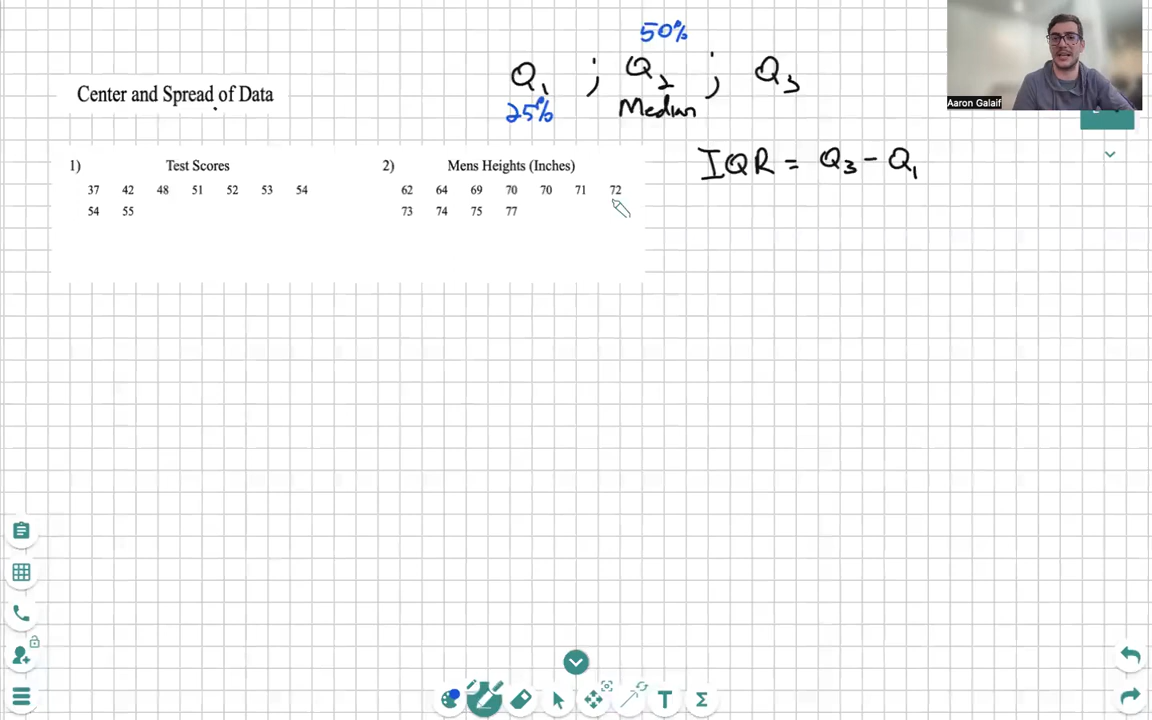 50%
Q1 ; Q2 ; Q3
25% Median
Center and Spread of Data
Aaron Galaif
IQR = Q3 - Q1
1) Test Scores
37 42 48 51 52 53 54
54 55
2) Mens Heights (Inches)
62 64 69 70 70 71 72
73 74 75 77
T Σ